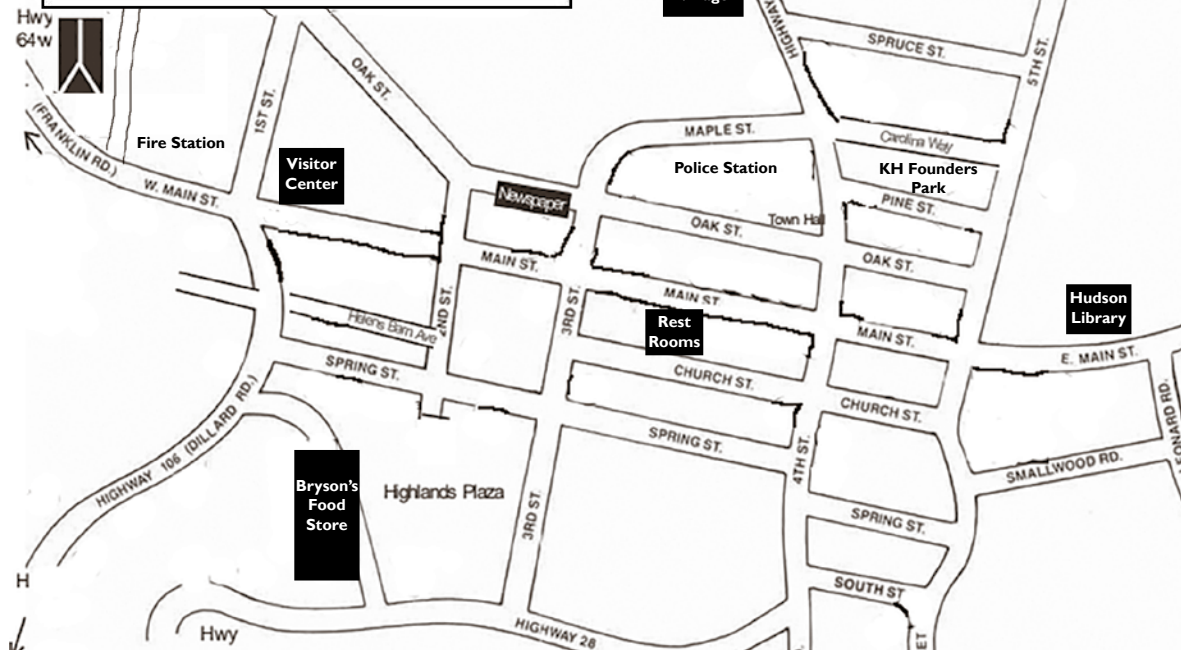 Hwy
64w
(FRANKLIN RD.)
Fire Station
1ST ST.
OAK ST.
W. MAIN ST.
Visitor
Center
Newspaper
MAPLE ST.
Police Station
HIGHWAY
SPRUCE ST.
5TH ST.
Carolina Way
KH Founders
Park
PINE ST.
Town Hall
OAK ST.
OAK ST.
MAIN ST.
MAIN ST.
MAIN ST.
2ND ST.
3RD ST.
Rest
Rooms
Hudson
Library
E. MAIN ST.
Helens Barn Ave
SPRING ST.
CHURCH ST.
CHURCH ST.
SPRING ST.
4TH ST.
SMALLWOOD RD.
LEONARD RD.
HIGHWAY 106 (DILLARD RD.)
Bryson's
Food
Store
Highlands Plaza
3RD ST.
SPRING ST.
SOUTH ST
H
Hwy
HIGHWAY 28